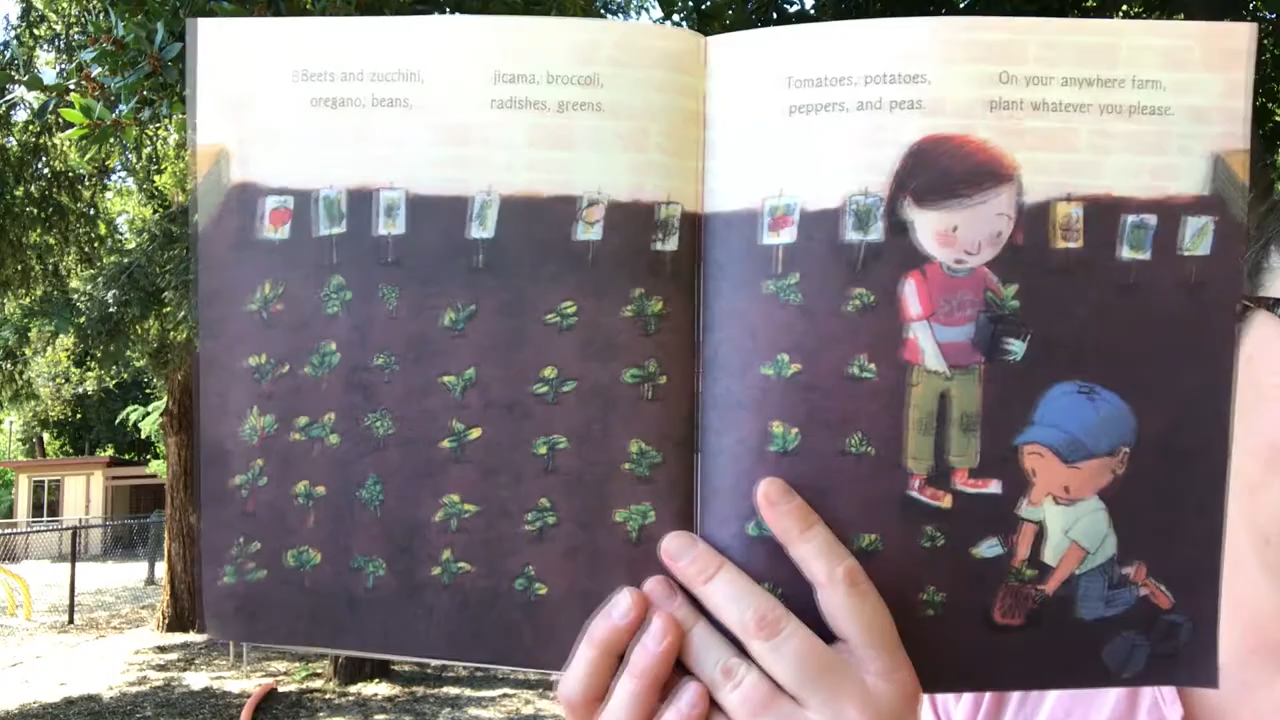 Beets and zucchini,
oregano, beans,
jicama, broccoli,
radishes, greens.
Tomatoes, potatoes,
peppers, and peas.
On your anywhere farm,
plant whatever you please.